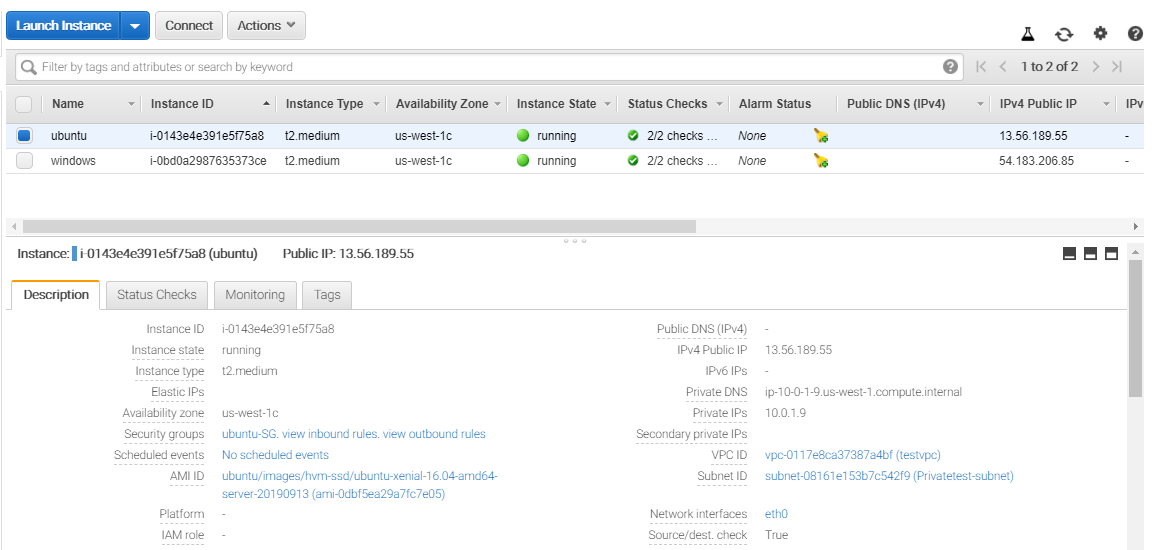 Launch Instance Connect Actions
Filter by tags and attributes or search by keyword 1 to 2 of 2
Name Instance ID Instance Type Availability Zone Instance State Status Checks Alarm Status Public DNS (IPv4) IPv4 Public IP IPv
ubuntu i-0143e4e391e5f75a8 t2.medium us-west-1c running 2/2 checks ... None 13.56.189.55 -
windows i-0bd0a2987635373ce t2.medium us-west-1c running 2/2 checks ... None 54.183.206.85 -
Instance: i-0143e4e391e5f75a8 (ubuntu) Public IP: 13.56.189.55
Description Status Checks Monitoring Tags
Instance ID i-0143e4e391e5f75a8 Public DNS (IPv4) -
Instance state running IPv4 Public IP 13.56.189.55
Instance type t2.medium IPv6 IPs -
Elastic IPs Private DNS ip-10-0-1-9.us-west-1.compute.internal
Availability zone us-west-1c Private IPs 10.0.1.9
Security groups ubuntu-SG. view inbound rules. view outbound rules Secondary private IPs
Scheduled events No scheduled events VPC ID vpc-0117e8ca37387a4bf (testvpc)
AMI ID ubuntu/images/hvm-ssd/ubuntu-xenial-16.04-amd64- Subnet ID subnet-08161e153b7c542f9 (Privatetest-subnet)
server-20190913 (ami-0dbf5ea29a7fc7e05)
Platform - Network interfaces eth0
IAM role - Source/dest. check True